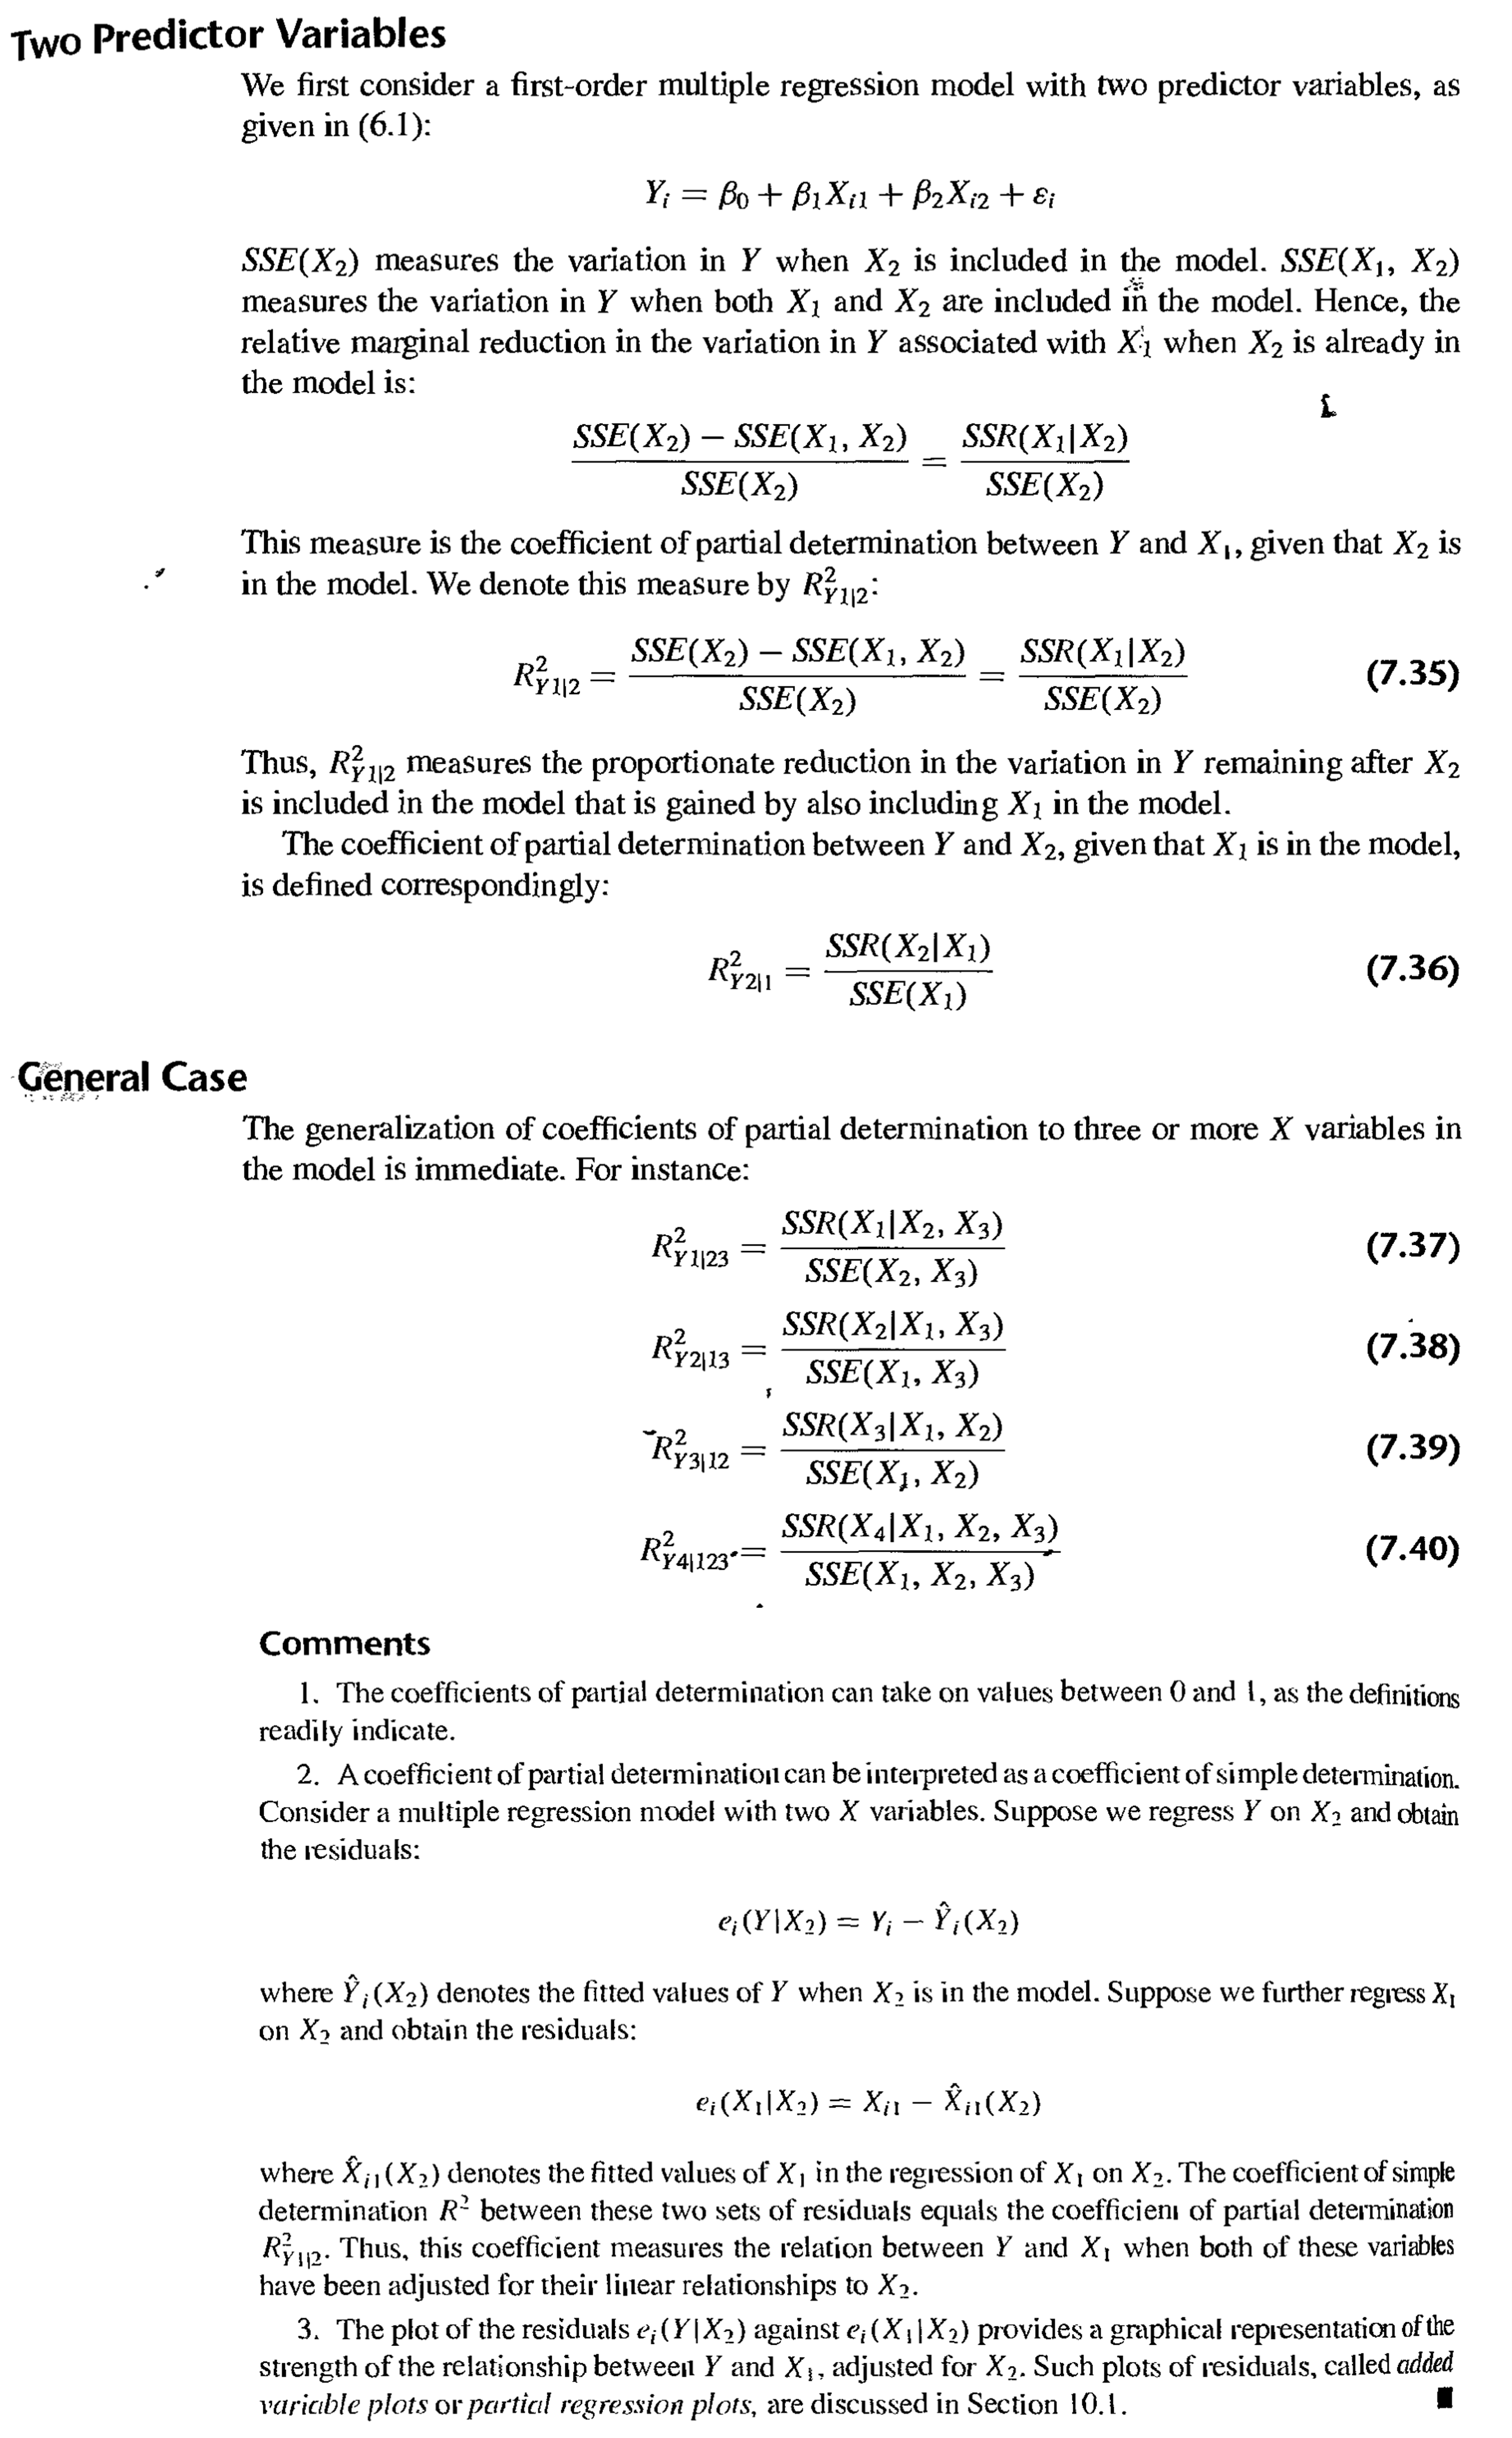 Two Predictor Variables
We first consider a first-order multiple regression model with two predictor variables, as
given in (6.1):
Y_i = β_0 + β_1 X_{i1} + β_2 X_{i2} + ε_i
SSE(X_2) measures the variation in Y when X_2 is included in the model. SSE(X_1, X_2)
measures the variation in Y when both X_1 and X_2 are included in the model. Hence, the
relative marginal reduction in the variation in Y associated with X_1 when X_2 is already in
the model is:
\frac{SSE(X_2) − SSE(X_1, X_2)}{SSE(X_2)} = \frac{SSR(X_1|X_2)}{SSE(X_2)}
This measure is the coefficient of partial determination between Y and X_1, given that X_2 is
in the model. We denote this measure by R^2_{Y1|2}:
R^2_{Y1|2} = \frac{SSE(X_2) − SSE(X_1, X_2)}{SSE(X_2)} = \frac{SSR(X_1|X_2)}{SSE(X_2)} (7.35)
Thus, R^2_{Y1|2} measures the proportionate reduction in the variation in Y remaining after X_2
is included in the model that is gained by also including X_1 in the model.
The coefficient of partial determination between Y and X_2, given that X_1 is in the model,
is defined correspondingly:
R^2_{Y2|1} = \frac{SSR(X_2|X_1)}{SSE(X_1)} (7.36)
General Case
The generalization of coefficients of partial determination to three or more X variables in
the model is immediate. For instance:
R^2_{Y1|23} = \frac{SSR(X_1|X_2, X_3)}{SSE(X_2, X_3)} (7.37)
R^2_{Y2|13} = \frac{SSR(X_2|X_1, X_3)}{SSE(X_1, X_3)} (7.38)
R^2_{Y3|12} = \frac{SSR(X_3|X_1, X_2)}{SSE(X_1, X_2)} (7.39)
R^2_{Y4|123} = \frac{SSR(X_4|X_1, X_2, X_3)}{SSE(X_1, X_2, X_3)} (7.40)
Comments
1. The coefficients of partial determination can take on values between 0 and 1, as the definitions
readily indicate.
2. A coefficient of partial determination can be interpreted as a coefficient of simple determination.
Consider a multiple regression model with two X variables. Suppose we regress Y on X_2 and obtain
the residuals:
e_i(Y|X_2) = Y_i − Ŷ_i(X_2)
where Ŷ_i(X_2) denotes the fitted values of Y when X_2 is in the model. Suppose we further regress X_1
on X_2 and obtain the residuals:
e_i(X_1|X_2) = X_{i1} − X̂_{i1}(X_2)
where X̂_{i1}(X_2) denotes the fitted values of X_1 in the regression of X_1 on X_2. The coefficient of simple
determination R^2 between these two sets of residuals equals the coefficient of partial determination
R^2_{Y1|2}. Thus, this coefficient measures the relation between Y and X_1 when both of these variables
have been adjusted for their linear relationships to X_2.
3. The plot of the residuals e_i(Y|X_2) against e_i(X_1|X_2) provides a graphical representation of the
strength of the relationship between Y and X_1, adjusted for X_2. Such plots of residuals, called added
variable plots or partial regression plots, are discussed in Section 10.1. ■